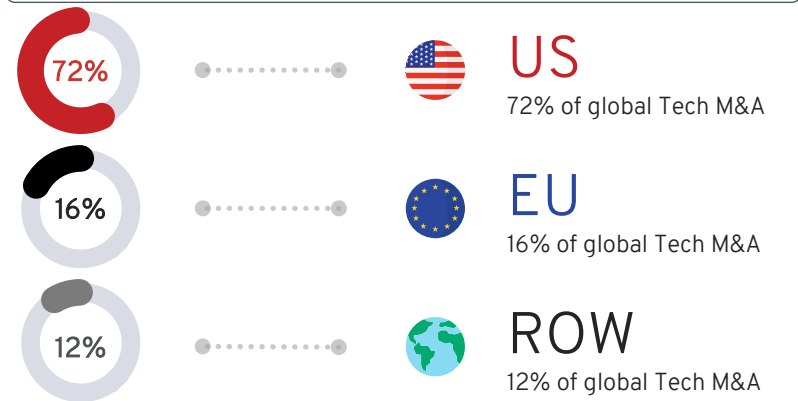 72%
US
72% of global Tech M&A
16%
EU
16% of global Tech M&A
12%
ROW
12% of global Tech M&A